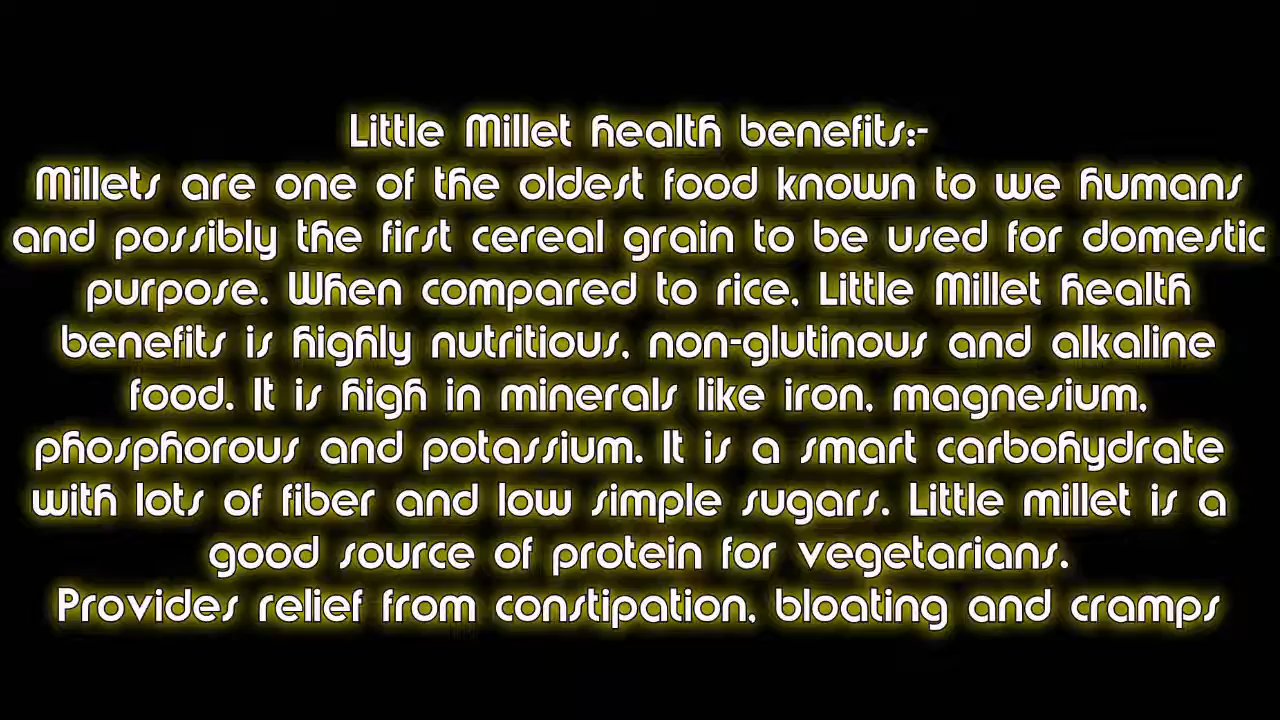 Little Millet health benefits:-
Millets are one of the oldest food known to we humans
and possibly the first cereal grain to be used for domestic
purpose. When compared to rice, Little Millet health
benefits is highly nutritious, non-glutinous and alkaline
food. It is high in minerals like iron, magnesium,
phosphorous and potassium. It is a smart carbohydrate
with lots of fiber and low simple sugars. Little millet is a
good source of protein for vegetarians.
Provides relief from constipation, bloating and cramps